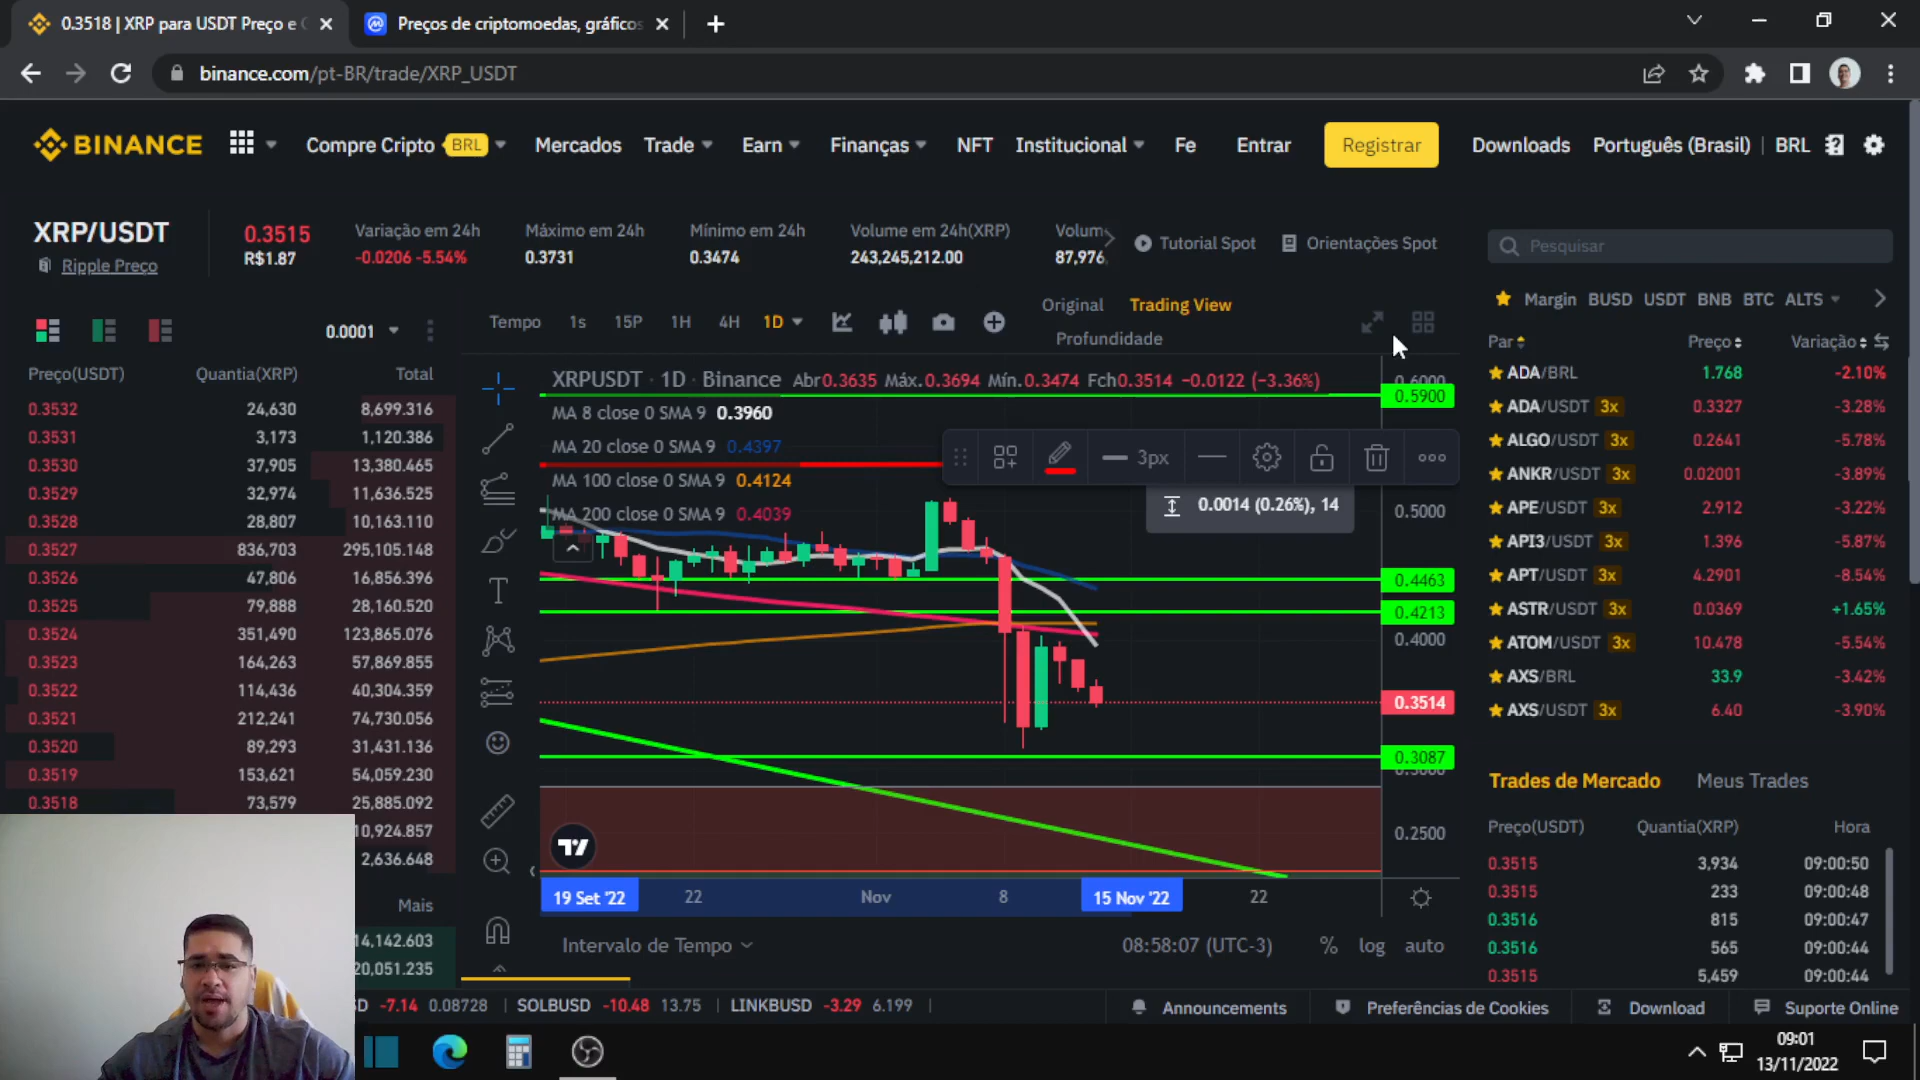 0.3518 | XRP para USDT Preço e
Preços de criptomoedas, gráficos
binance.com/pt-BR/trade/XRP_USDT
BINANCE
Compre Cripto BRL
Mercados
Trade
Earn
Finanças
NFT
Institucional
Fe
Entrar
Registrar
Downloads
Português (Brasil) | BRL
XRP/USDT
Ripple Preço
0.3515
R$1.87
Variação em 24h
-0.0206 -5.54%
Máximo em 24h
0.3731
Mínimo em 24h
0.3474
Volume em 24h(XRP)
243,245,212.00
Volum
87,976,
Tutorial Spot
Orientações Spot
Pesquisar
Margin BUSD USDT BNB BTC ALTS
0.0001
Preço(USDT) Quantia(XRP) Total
0.3532 24,630 8,699.316
0.3531 3,173 1,120.386
0.3530 37,905 13,380.465
0.3529 32,974 11,636.525
0.3528 28,807 10,163.110
0.3527 836,703 295,105.148
0.3526 47,806 16,856.396
0.3525 79,888 28,160.520
0.3524 351,490 123,865.076
0.3523 164,263 57,869.855
0.3522 114,436 40,304.359
0.3521 212,241 74,730.056
0.3520 89,293 31,431.136
0.3519 153,621 54,059.230
0.3518 73,579 25,885.092
10,924.857
2,636.648
Mais
14,142.603
20,051.235
Tempo 1s 15P 1H 4H 1D
Original
Trading View
Profundidade
XRPUSDT · 1D · Binance Abr0.3635 Máx.0.3694 Mín.0.3474 Fch0.3514 -0.0122 (-3.36%)
MA 8 close 0 SMA 9 0.3960
MA 20 close 0 SMA 9 0.4397
MA 100 close 0 SMA 9 0.4124
MA 200 close 0 SMA 9 0.4039
3px
0.0014 (0.26%), 14
0.6000
0.5900
0.5000
0.4463
0.4213
0.4000
0.3514
0.3087
0.3000
0.2500
19 Set '22
22
Nov
8
15 Nov '22
22
Intervalo de Tempo
08:58:07 (UTC-3)
% log auto
Par Preço Variação
ADA/BRL 1.768 -2.10%
ADA/USDT 3x 0.3327 -3.28%
ALGO/USDT 3x 0.2641 -5.78%
ANKR/USDT 3x 0.02001 -3.89%
APE/USDT 3x 2.912 -3.22%
API3/USDT 3x 1.396 -5.87%
APT/USDT 3x 4.2901 -8.54%
ASTR/USDT 3x 0.0369 +1.65%
ATOM/USDT 3x 10.478 -5.54%
AXS/BRL 33.9 -3.42%
AXS/USDT 3x 6.40 -3.90%
Trades de Mercado
Meus Trades
Preço(USDT) Quantia(XRP) Hora
0.3515 3,934 09:00:50
0.3515 233 09:00:48
0.3516 815 09:00:47
0.3516 565 09:00:44
0.3515 5,459 09:00:44
D -7.14 0.08728 | SOLBUSD -10.48 13.75 | LINKBUSD -3.29 6.199 |
Announcements
Preferências de Cookies
Download
Suporte Online
09:01
13/11/2022